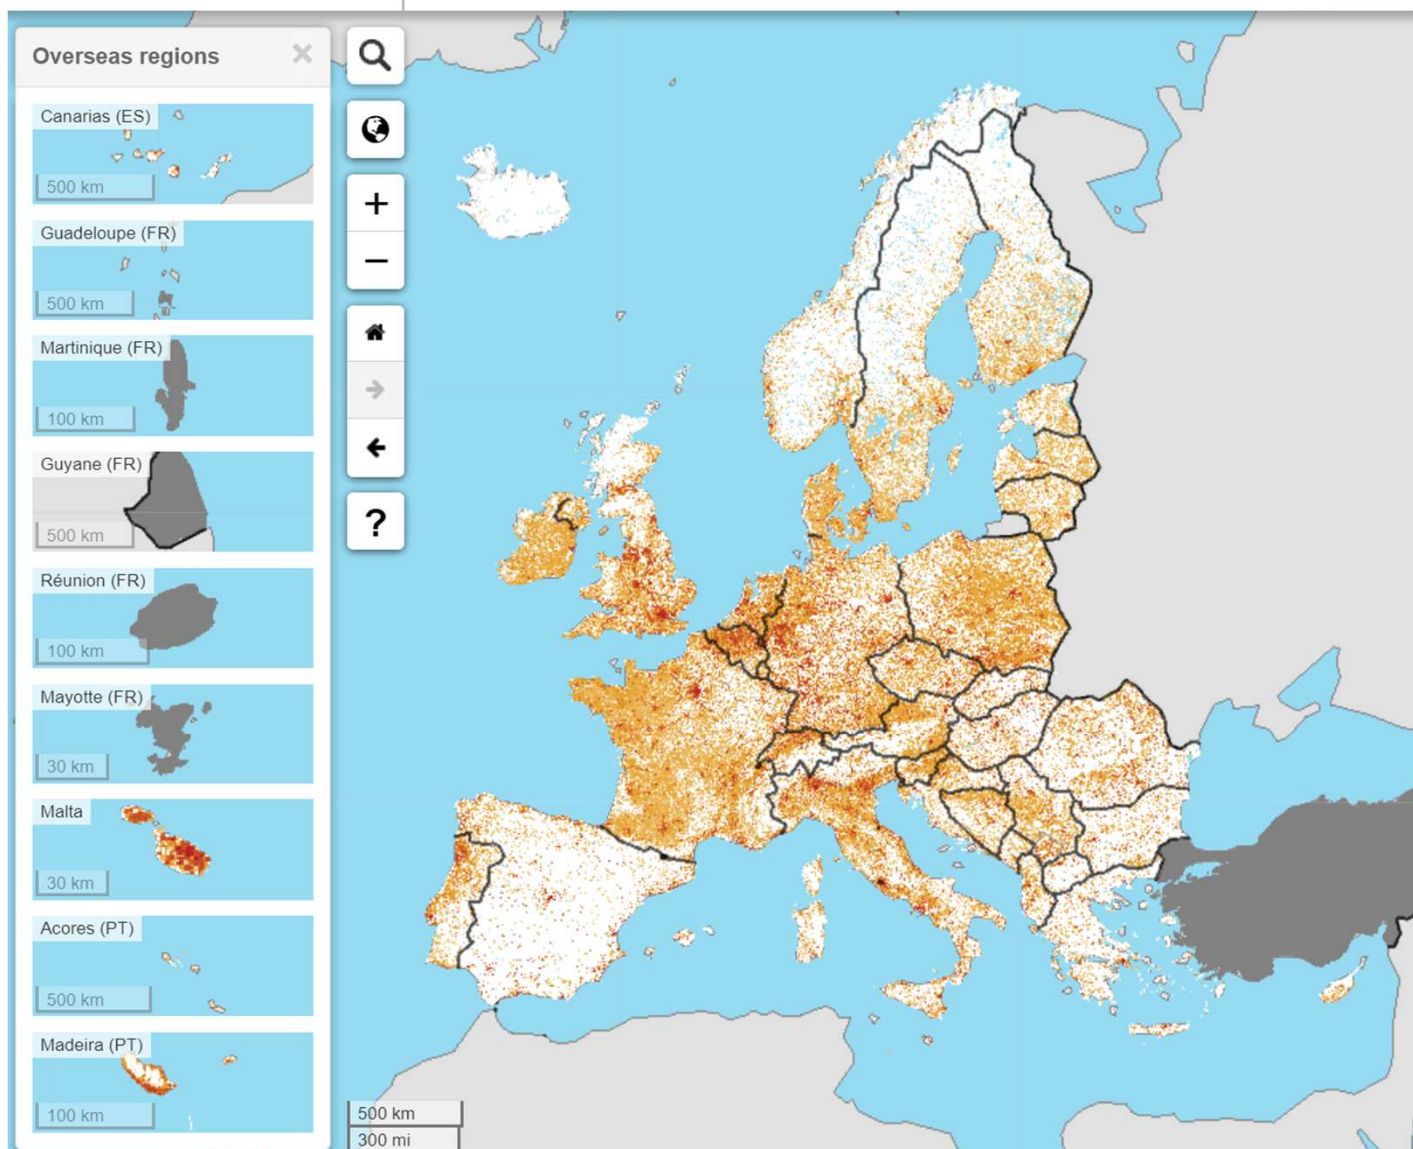 Overseas regions
Canarias (ES)
500 km
Guadeloupe (FR)
500 km
Martinique (FR)
100 km
Guyane (FR)
500 km
Réunion (FR)
100 km
Mayotte (FR)
30 km
Malta
30 km
Acores (PT)
500 km
Madeira (PT)
100 km
500 km
300 mi